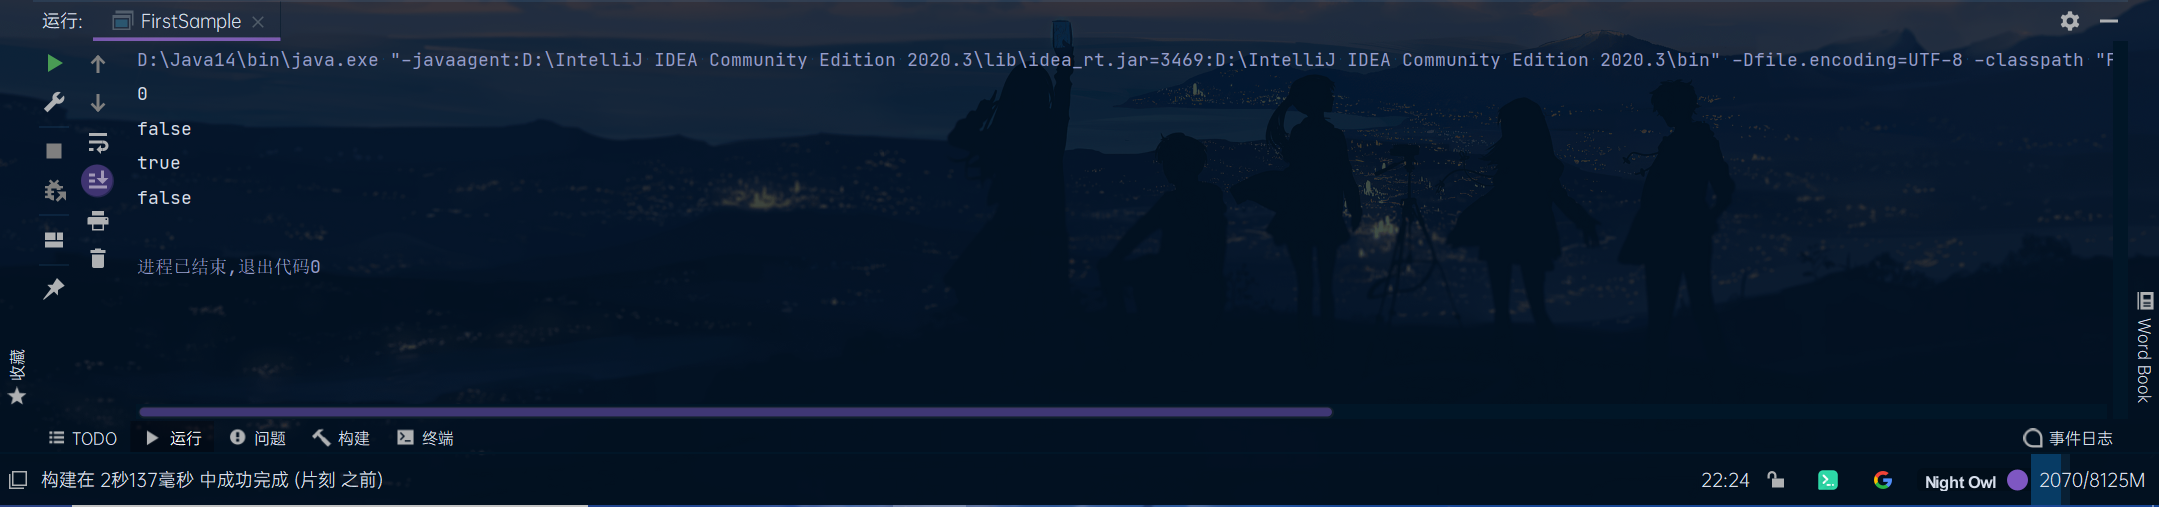 运行: FirstSample
D:\Java14\bin\java.exe "-javaagent:D:\IntelliJ IDEA Community Edition 2020.3\lib\idea_rt.jar=3469:D:\IntelliJ IDEA Community Edition 2020.3\bin" -Dfile.encoding=UTF-8 -classpath "F
0
false
true
false
进程已结束,退出代码0
收藏
Word Book
TODO 运行 问题 构建 终端 事件日志
构建在 2秒137毫秒 中成功完成 (片刻 之前) 22:24 Night Owl 2070/8125M